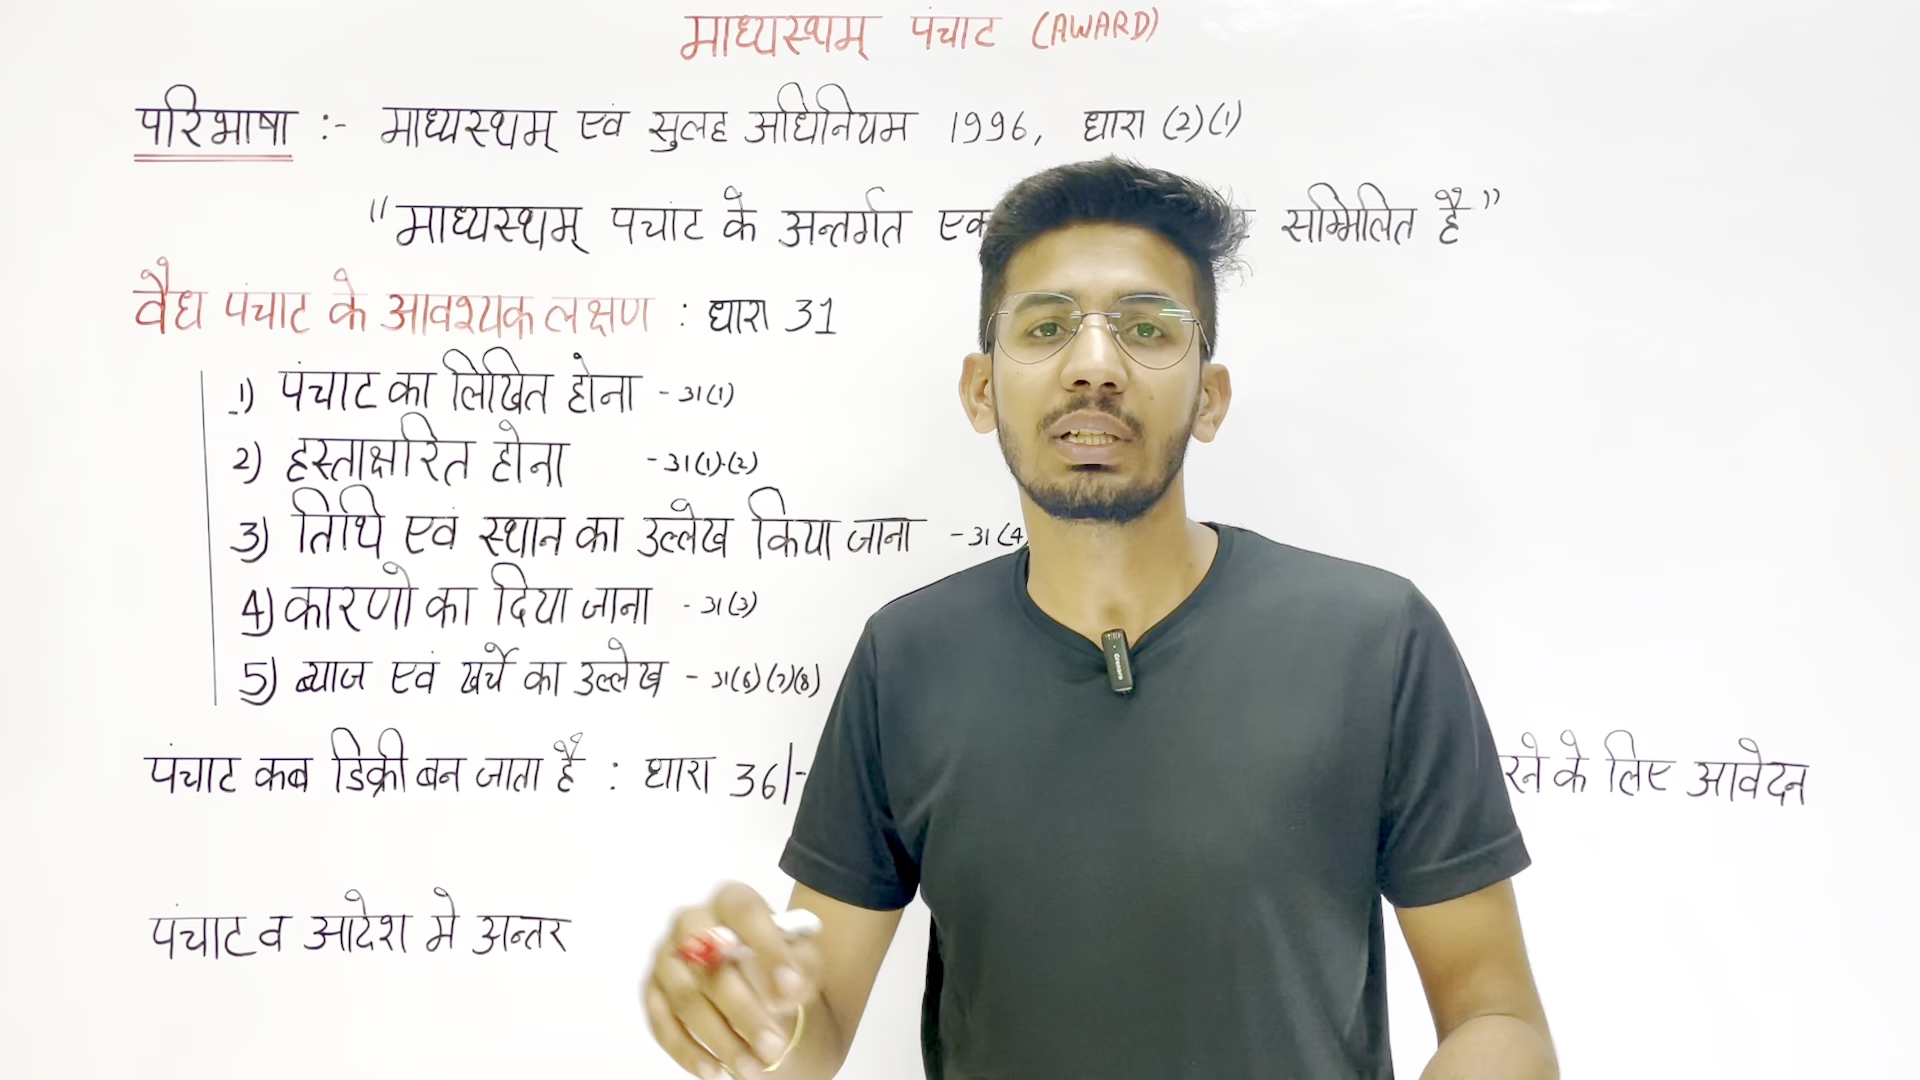 माध्यस्थम् पंचाट (AWARD)
परिभाषा :- माध्यस्थम् एवं सुलह अधिनियम 1996, धारा (2)(1)
"माध्यस्थम् पचांट के अन्तर्गत एक सम्मिलित है"
वैध पंचाट के आवश्यक लक्षण : धारा 31
1) पंचाट का लिखित होना - 31(1)
2) हस्ताक्षरित होना - 31(1)-(2)
3) तिथि एवं स्थान का उल्लेख किया जाना - 31(4
4) कारणो का दिया जाना - 31(3)
5) ब्याज एवं खर्चे का उल्लेख - 31(6)(7)(8)
पंचाट कब डिक्री बन जाता है : धारा 36/- रने के लिए आवेदन
पंचाट व आदेश मे अन्तर